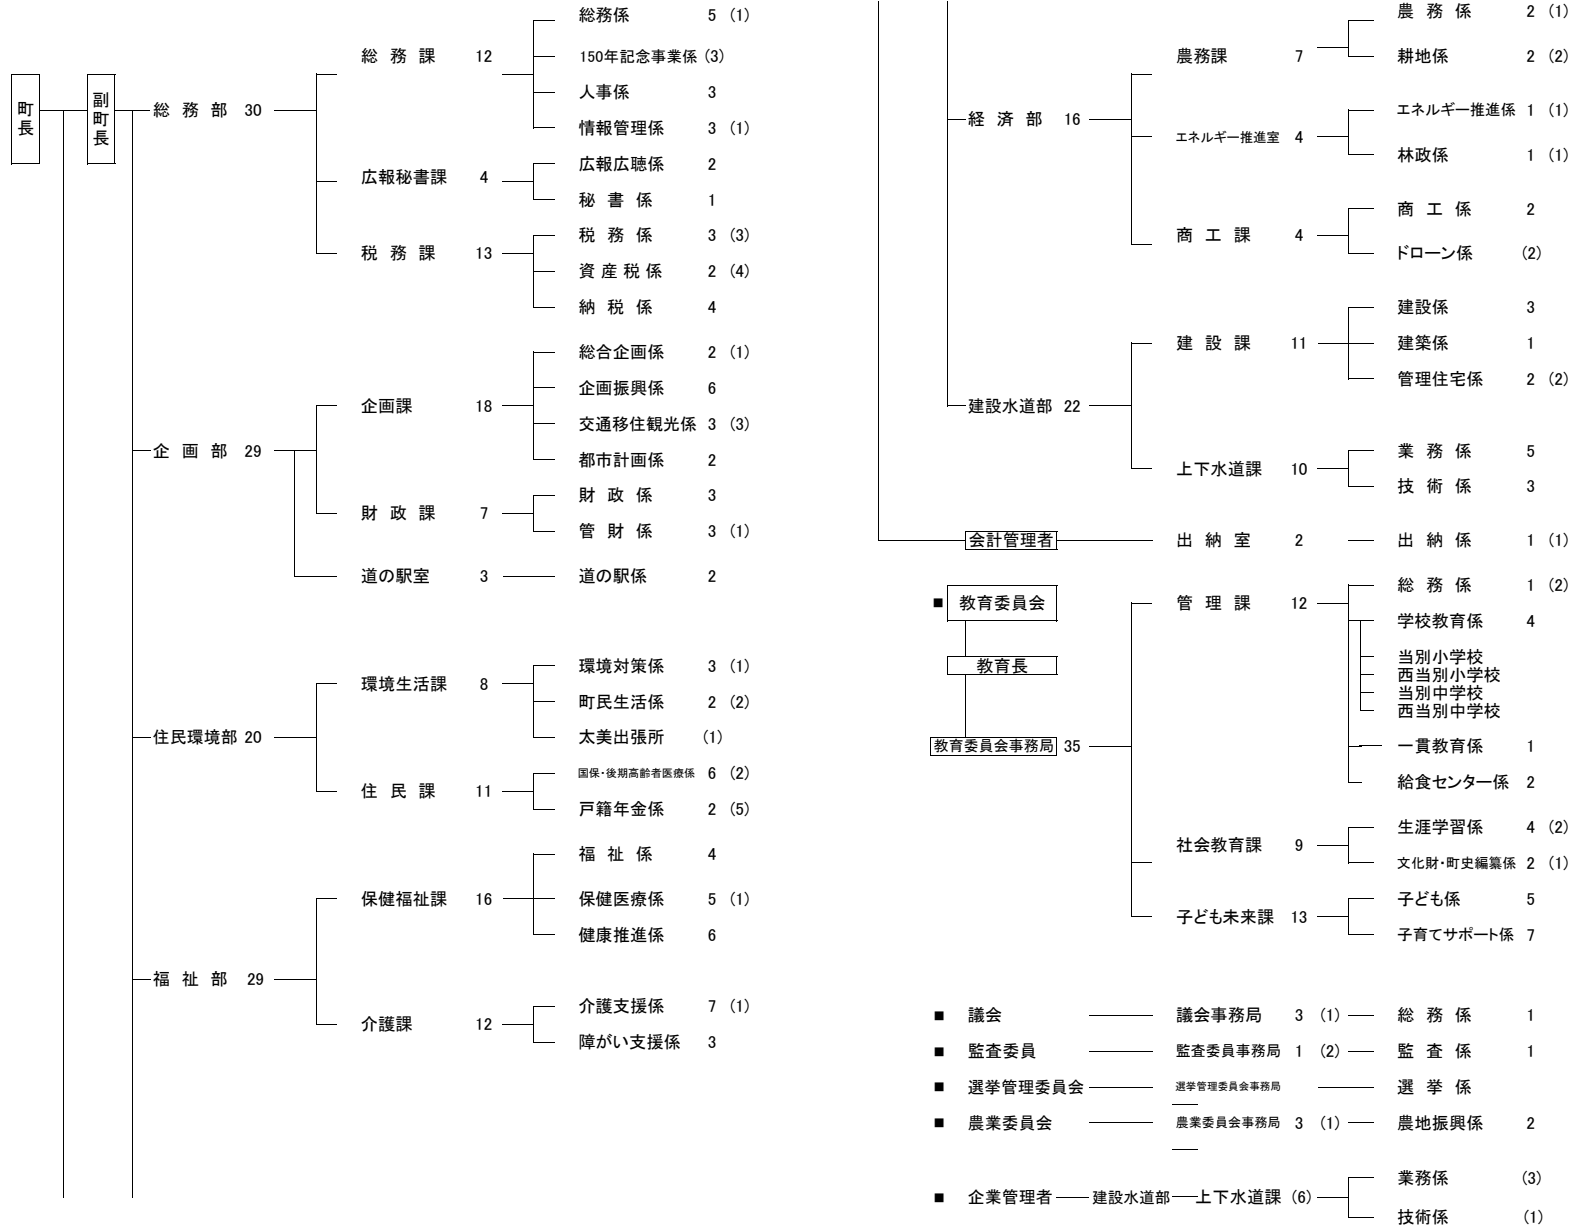 総務係 5 (1)
総務課 12
150年記念事業係 (3)
町長
副町長
総務部 30
人事係 3
情報管理係 3 (1)
広報秘書課 4
広報広聴係 2
秘書係 1
税務課 13
税務係 3 (3)
資産税係 2 (4)
納税係 4
企画部 29
企画課 18
総合企画係 2 (1)
企画振興係 6
交通移住観光係 3 (3)
都市計画係 2
財政課 7
財政係 3
管財係 3 (1)
道の駅室 3
道の駅係 2
住民環境部 20
環境生活課 8
環境対策係 3 (1)
町民生活係 2 (2)
太美出張所 (1)
住民課 11
国保・後期高齢者医療係 6 (2)
戸籍年金係 2 (5)
福祉部 29
保健福祉課 16
福祉係 4
保健医療係 5 (1)
健康推進係 6
介護課 12
介護支援係 7 (1)
障がい支援係 3
経済部 16
農務課 7
農務係 2 (1)
耕地係 2 (2)
エネルギー推進室 4
エネルギー推進係 1 (1)
林政係 1 (1)
商工課 4
商工係 2
ドローン係 (2)
建設水道部 22
建設課 11
建設係 3
建築係 1
管理住宅係 2 (2)
上下水道課 10
業務係 5
技術係 3
会計管理者 出納室 2 出納係 1 (1)
■ 教育委員会
教育長
教育委員会事務局 35
管理課 12
総務係 1 (2)
学校教育係 4
当別小学校
西当別小学校
当別中学校
西当別中学校
一貫教育係 1
給食センター係 2
社会教育課 9
生涯学習係 4 (2)
文化財・町史編纂係 2 (1)
子ども未来課 13
子ども係 5
子育てサポート係 7
■ 議会 議会事務局 3 (1) 総務係 1
■ 監査委員 監査委員事務局 1 (2) 監査係 1
■ 選挙管理委員会 選挙管理委員会事務局 選挙係
■ 農業委員会 農業委員会事務局 3 (1) 農地振興係 2
■ 企業管理者 建設水道部 上下水道課 (6)
業務係 (3)
技術係 (1)